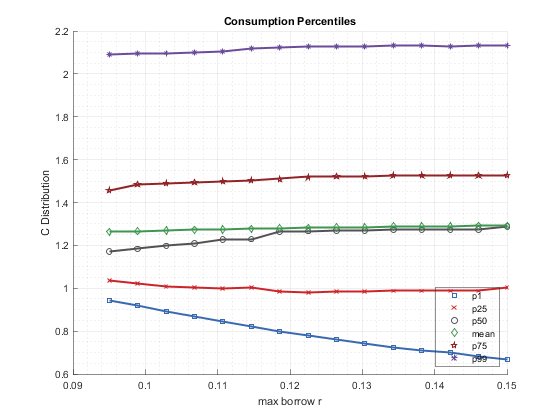 Consumption Percentiles
C Distribution
2.2
2
1.8
1.6
1.4
1.2
1
0.8
0.6
0.09
0.1
0.11
0.12
0.13
0.14
0.15
max borrow r
p1
p25
p50
mean
p75
p99